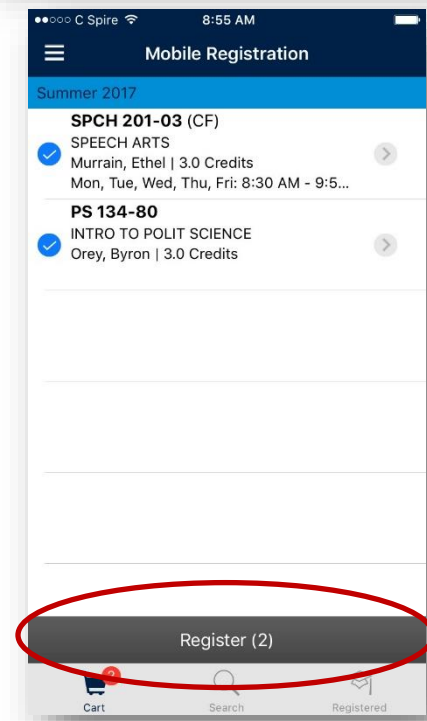 C Spire 8:55 AM
Mobile Registration
Summer 2017
SPCH 201-03 (CF)
SPEECH ARTS
Murrain, Ethel | 3.0 Credits
Mon, Tue, Wed, Thu, Fri: 8:30 AM - 9:5...
PS 134-80
INTRO TO POLIT SCIENCE
Orey, Byron | 3.0 Credits
Register (2)
2
Cart Search Registered